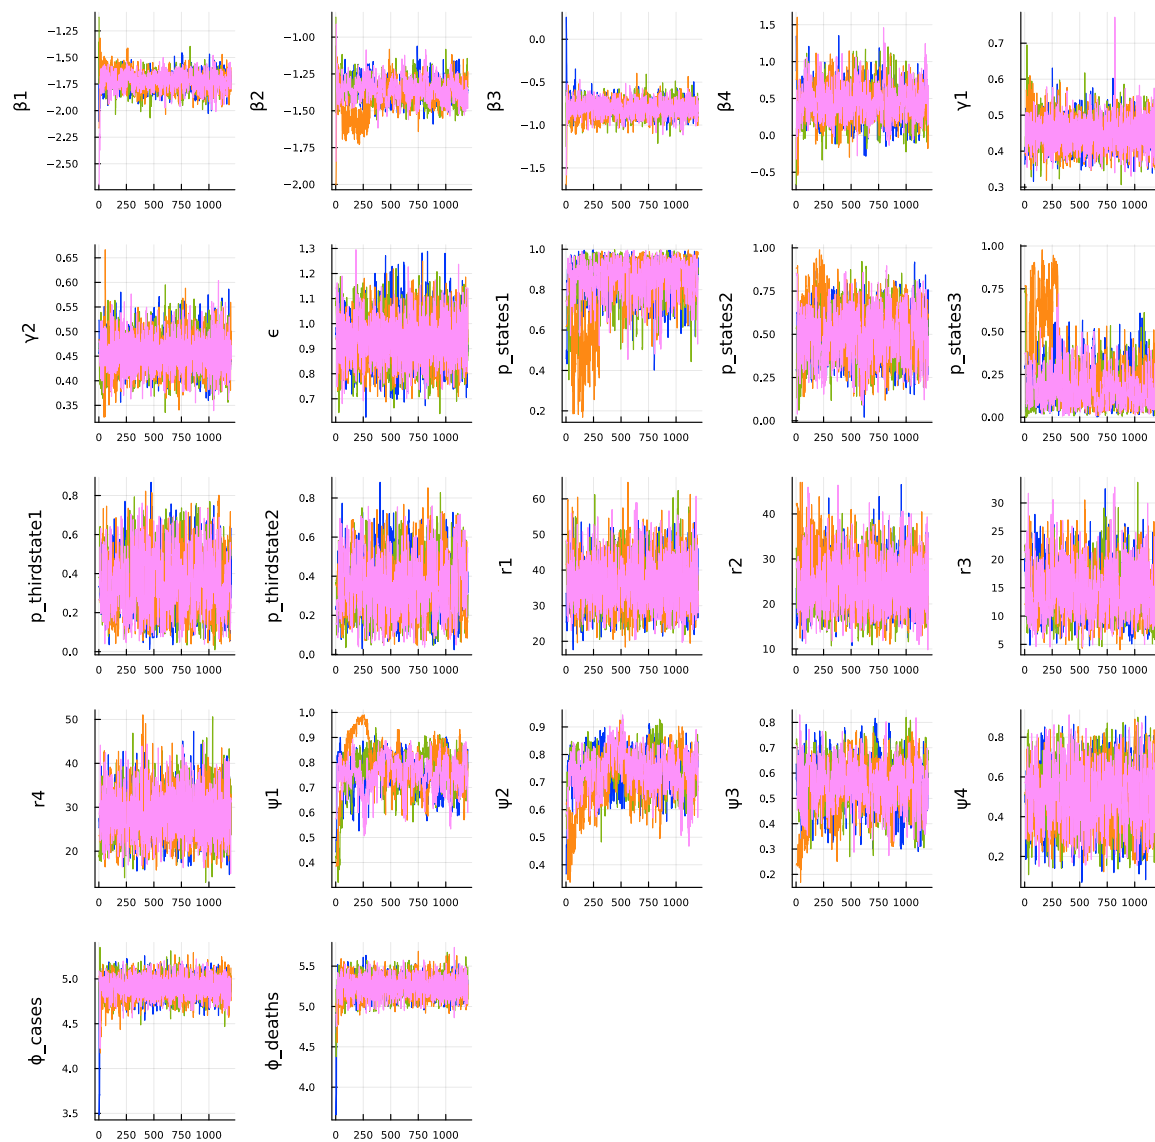 β1
−1.25
−1.50
−1.75
−2.00
−2.25
−2.50
0 250 500 750 1000
β2
−1.00
−1.25
−1.50
−1.75
−2.00
0 250 500 750 1000
β3
0.0
−0.5
−1.0
−1.5
0 250 500 750 1000
β4
1.5
1.0
0.5
0.0
−0.5
0 250 500 750 1000
γ1
0.7
0.6
0.5
0.4
0.3
0 250 500 750 1000
γ2
0.65
0.60
0.55
0.50
0.45
0.40
0.35
0 250 500 750 1000
ϵ
1.3
1.2
1.1
1.0
0.9
0.8
0.7
0 250 500 750 1000
p_states1
1.0
0.8
0.6
0.4
0.2
0 250 500 750 1000
p_states2
1.00
0.75
0.50
0.25
0.00
0 250 500 750 1000
p_states3
1.00
0.75
0.50
0.25
0.00
0 250 500 750 1000
p_thirdstate1
0.8
0.6
0.4
0.2
0.0
0 250 500 750 1000
p_thirdstate2
0.8
0.6
0.4
0.2
0.0
0 250 500 750 1000
r1
60
50
40
30
20
0 250 500 750 1000
r2
40
30
20
10
0 250 500 750 1000
r3
30
25
20
15
10
5
0 250 500 750 1000
r4
50
40
30
20
0 250 500 750 1000
ψ1
1.0
0.9
0.8
0.7
0.6
0.5
0.4
0 250 500 750 1000
ψ2
0.9
0.8
0.7
0.6
0.5
0.4
0 250 500 750 1000
ψ3
0.8
0.7
0.6
0.5
0.4
0.3
0.2
0 250 500 750 1000
ψ4
0.8
0.6
0.4
0.2
0 250 500 750 1000
ϕ_cases
5.0
4.5
4.0
3.5
0 250 500 750 1000
ϕ_deaths
5.5
5.0
4.5
4.0
0 250 500 750 1000